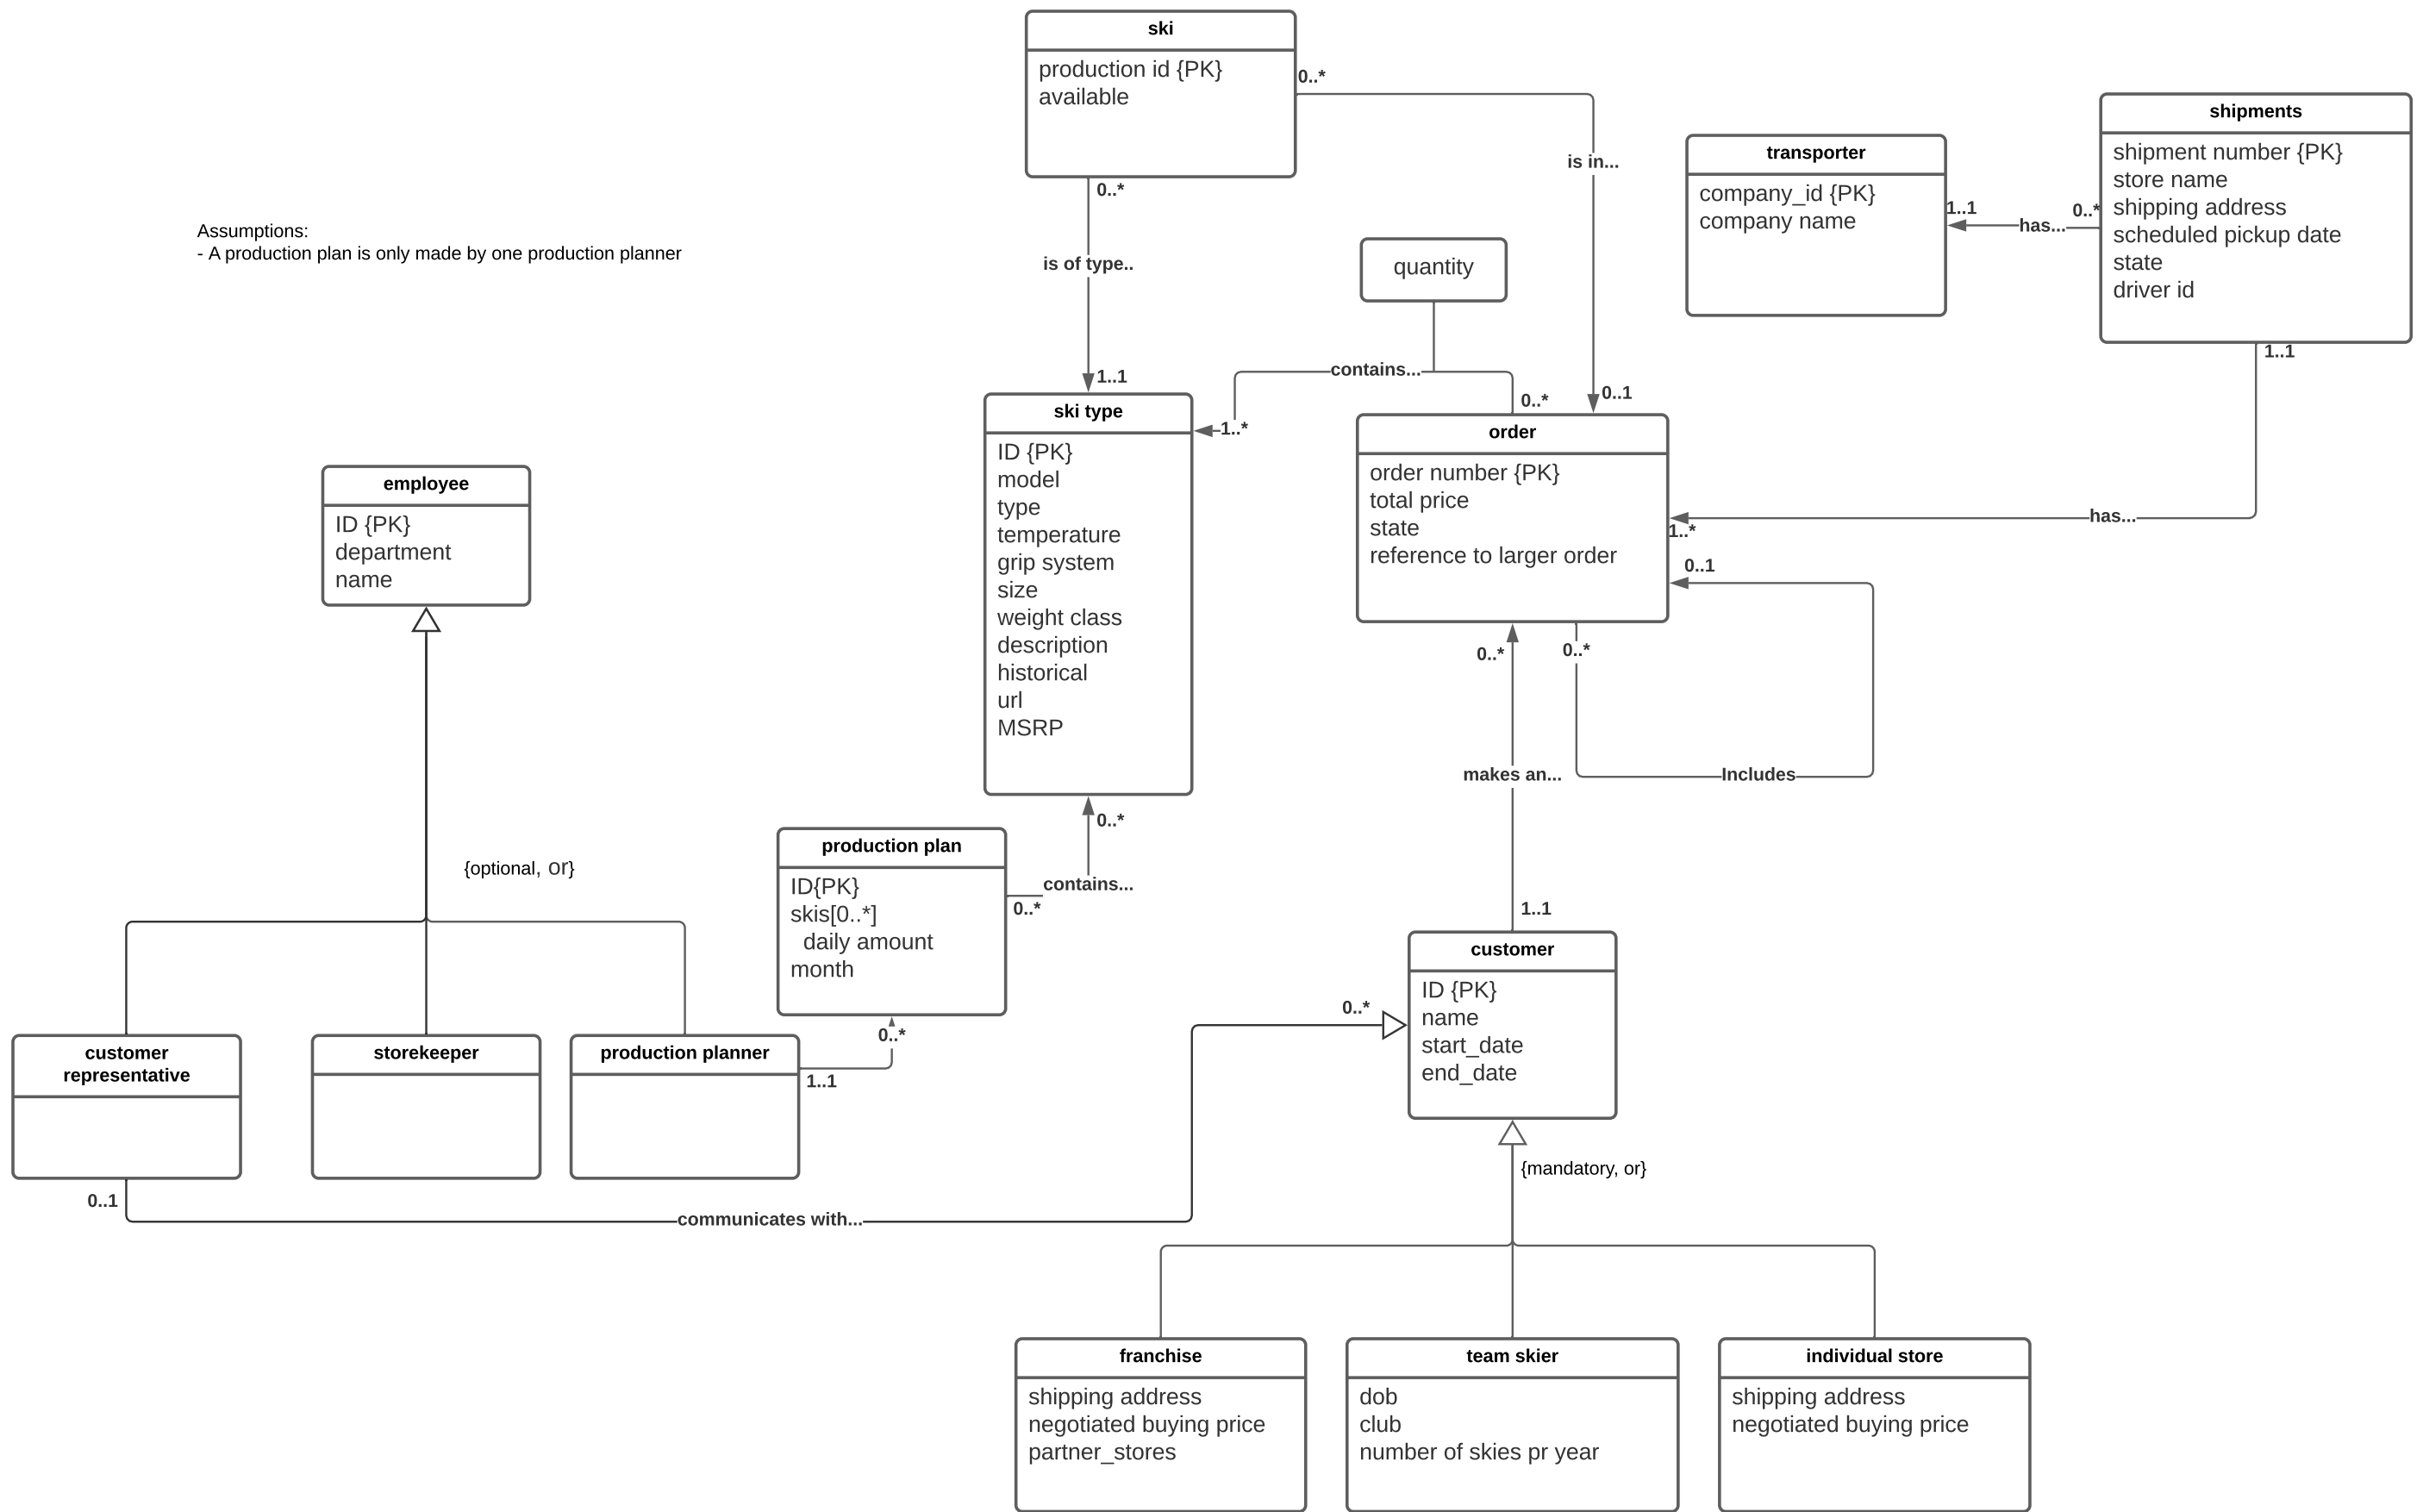 ski
production id {PK}
available
0..*
0..*
is of type..
1..1
is in...
0..1
Assumptions:
- A production plan is only made by one production planner
quantity
contains...
0..*
1..*
transporter
company_id {PK}
company name
1..1
has...
0..*
shipments
shipment number {PK}
store name
shipping address
scheduled pickup date
state
driver id
1..1
has...
1..*
ski type
ID {PK}
model
type
temperature
grip system
size
weight class
description
historical
url
MSRP
order
order number {PK}
total price
state
reference to larger order
0..1
0..*
Includes
0..*
makes an...
1..1
employee
ID {PK}
department
name
{optional, or}
production plan
ID{PK}
skis[0..*]
daily amount
month
0..*
contains...
0..*
0..*
1..1
customer
representative
storekeeper
production planner
0..1
communicates with...
0..*
customer
ID {PK}
name
start_date
end_date
{mandatory, or}
franchise
shipping address
negotiated buying price
partner_stores
team skier
dob
club
number of skies pr year
individual store
shipping address
negotiated buying price